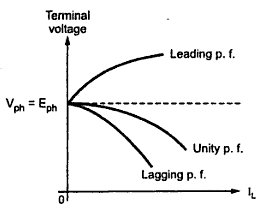 Terminal
voltage
Leading p. f.
V_ph = E_ph
Unity p. f.
Lagging p. f.
0
I_L